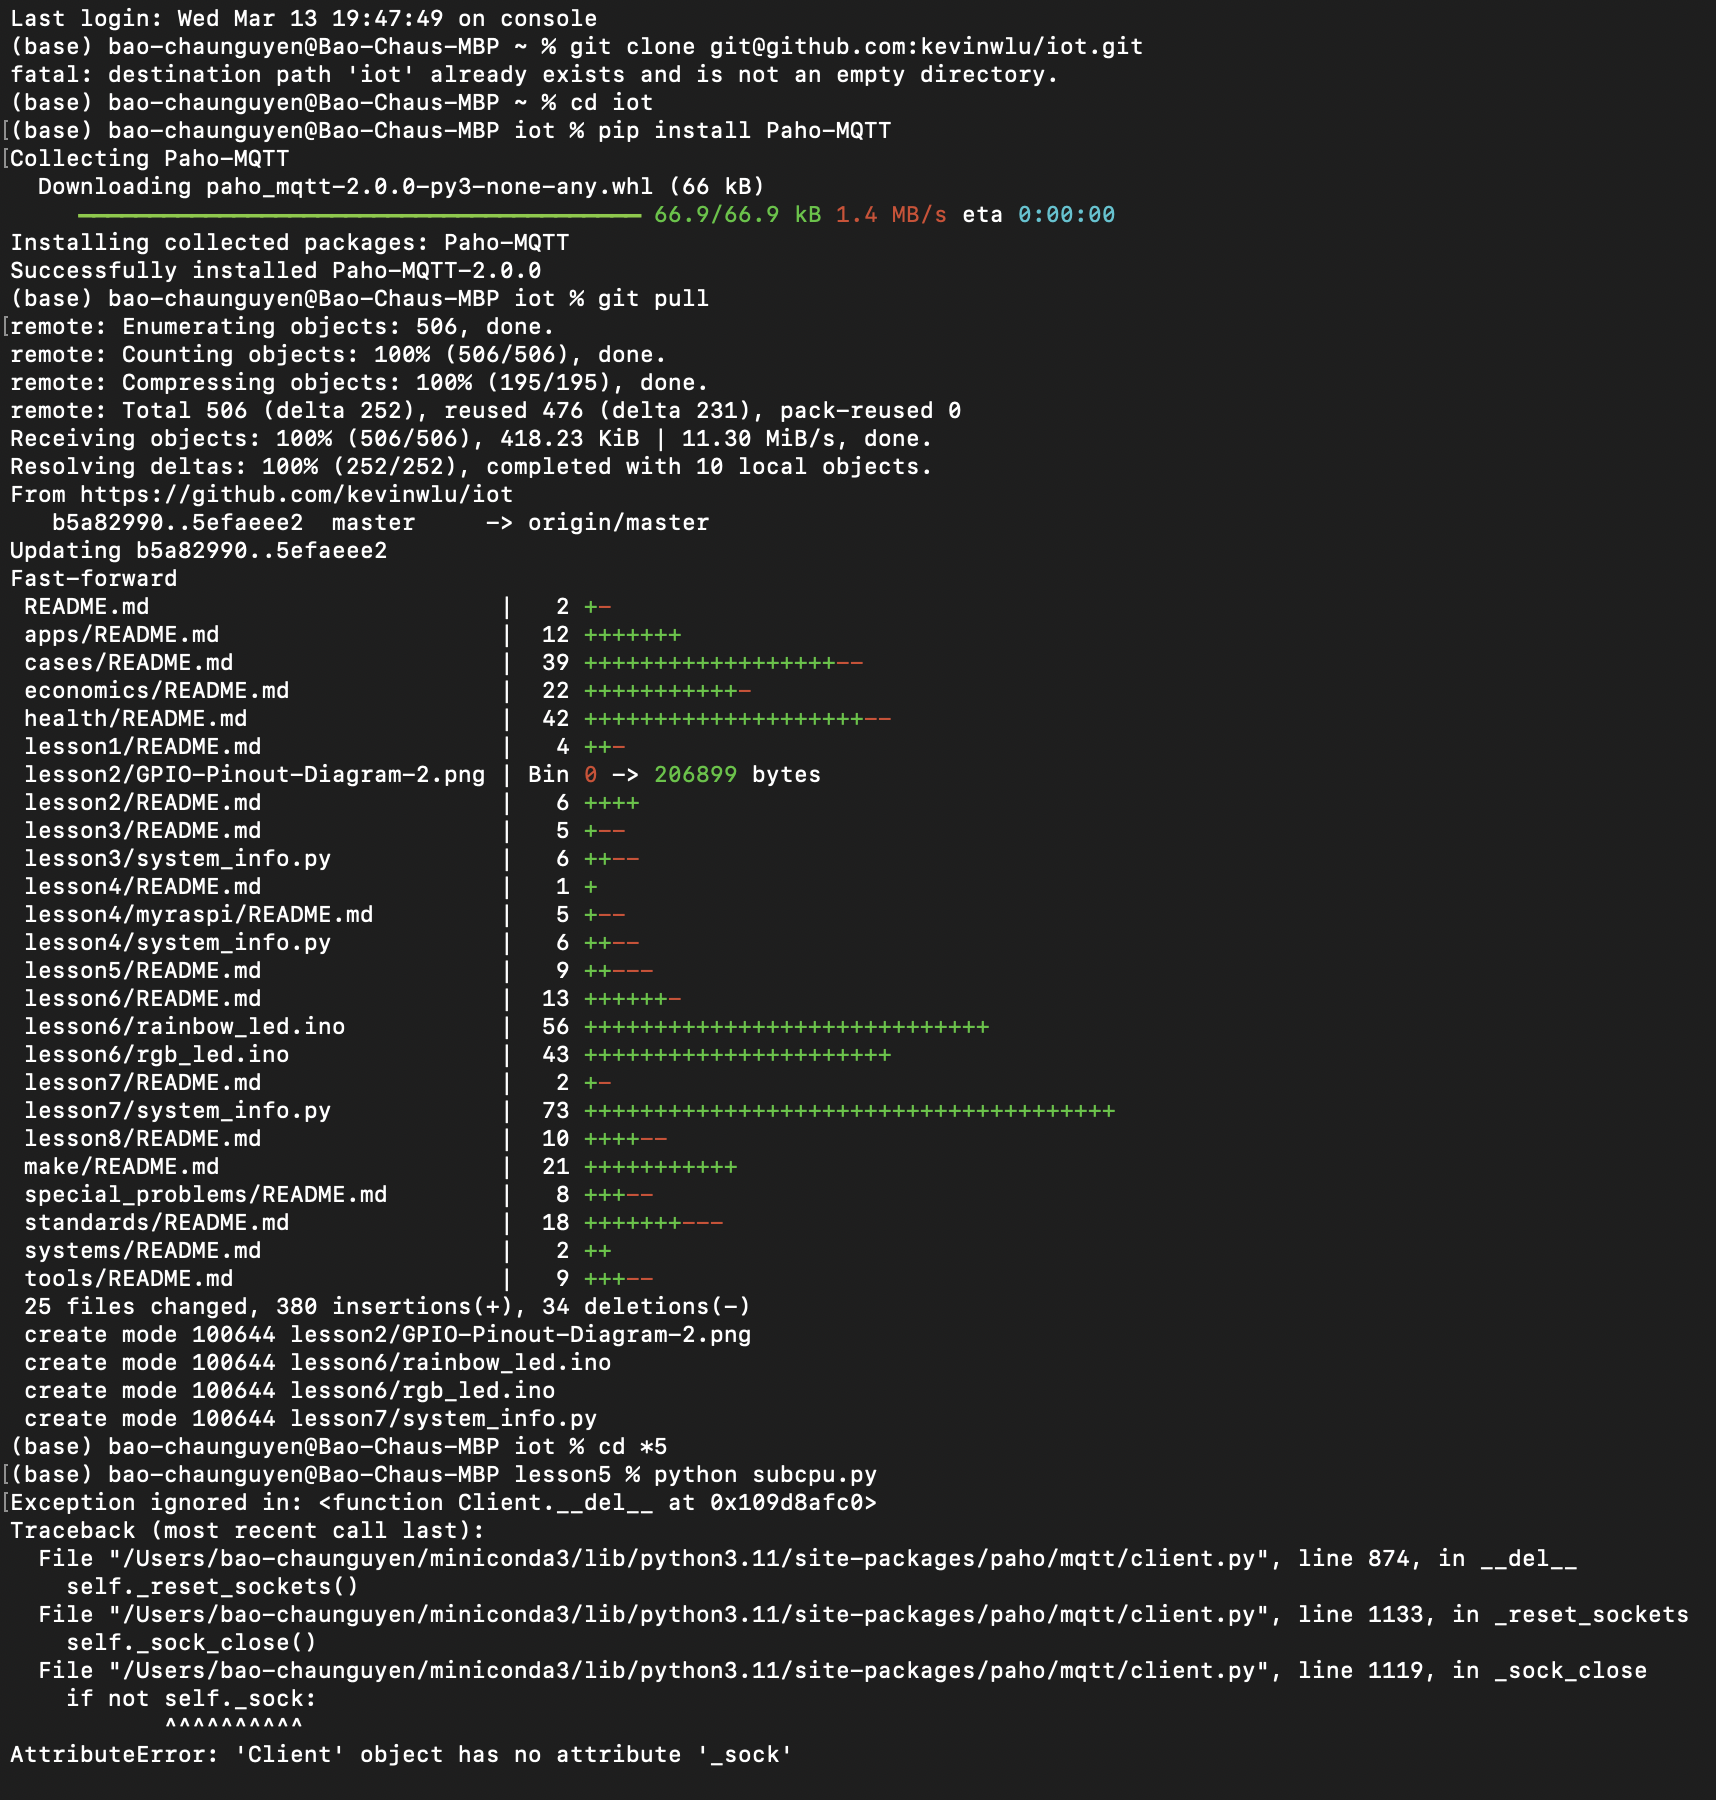 Last login: Wed Mar 13 19:47:49 on console
(base) bao-chaunguyen@Bao-Chaus-MBP ~ % git clone git@github.com:kevinwlu/iot.git
fatal: destination path 'iot' already exists and is not an empty directory.
(base) bao-chaunguyen@Bao-Chaus-MBP ~ % cd iot
[(base) bao-chaunguyen@Bao-Chaus-MBP iot % pip install Paho-MQTT
[Collecting Paho-MQTT
  Downloading paho_mqtt-2.0.0-py3-none-any.whl (66 kB)
     ━━━━━━━━━━━━━━━━━━━━━━━━━━━━━━━━━━━━━━━━ 66.9/66.9 kB 1.4 MB/s eta 0:00:00
Installing collected packages: Paho-MQTT
Successfully installed Paho-MQTT-2.0.0
(base) bao-chaunguyen@Bao-Chaus-MBP iot % git pull
[remote: Enumerating objects: 506, done.
remote: Counting objects: 100% (506/506), done.
remote: Compressing objects: 100% (195/195), done.
remote: Total 506 (delta 252), reused 476 (delta 231), pack-reused 0
Receiving objects: 100% (506/506), 418.23 KiB | 11.30 MiB/s, done.
Resolving deltas: 100% (252/252), completed with 10 local objects.
From https://github.com/kevinwlu/iot
   b5a82990..5efaeee2  master     -> origin/master
Updating b5a82990..5efaeee2
Fast-forward
 README.md                         |   2 +-
 apps/README.md                    |  12 +++++++
 cases/README.md                   |  39 ++++++++++++++++++--
 economics/README.md               |  22 +++++++++++-
 health/README.md                  |  42 ++++++++++++++++++++--
 lesson1/README.md                 |   4 ++-
 lesson2/GPIO-Pinout-Diagram-2.png | Bin 0 -> 206899 bytes
 lesson2/README.md                 |   6 ++++
 lesson3/README.md                 |   5 +--
 lesson3/system_info.py            |   6 ++--
 lesson4/README.md                 |   1 +
 lesson4/myraspi/README.md         |   5 +--
 lesson4/system_info.py            |   6 ++--
 lesson5/README.md                 |   9 ++---
 lesson6/README.md                 |  13 ++++++-
 lesson6/rainbow_led.ino           |  56 +++++++++++++++++++++++++++++
 lesson6/rgb_led.ino               |  43 ++++++++++++++++++++++
 lesson7/README.md                 |   2 +-
 lesson7/system_info.py            |  73 ++++++++++++++++++++++++++++++++++++++
 lesson8/README.md                 |  10 ++++--
 make/README.md                    |  21 +++++++++++
 special_problems/README.md        |   8 +++--
 standards/README.md               |  18 +++++++---
 systems/README.md                 |   2 ++
 tools/README.md                   |   9 +++--
 25 files changed, 380 insertions(+), 34 deletions(-)
 create mode 100644 lesson2/GPIO-Pinout-Diagram-2.png
 create mode 100644 lesson6/rainbow_led.ino
 create mode 100644 lesson6/rgb_led.ino
 create mode 100644 lesson7/system_info.py
(base) bao-chaunguyen@Bao-Chaus-MBP iot % cd *5
[(base) bao-chaunguyen@Bao-Chaus-MBP lesson5 % python subcpu.py
[Exception ignored in: <function Client.__del__ at 0x109d8afc0>
Traceback (most recent call last):
  File "/Users/bao-chaunguyen/miniconda3/lib/python3.11/site-packages/paho/mqtt/client.py", line 874, in __del__
    self._reset_sockets()
  File "/Users/bao-chaunguyen/miniconda3/lib/python3.11/site-packages/paho/mqtt/client.py", line 1133, in _reset_sockets
    self._sock_close()
  File "/Users/bao-chaunguyen/miniconda3/lib/python3.11/site-packages/paho/mqtt/client.py", line 1119, in _sock_close
    if not self._sock:
           ^^^^^^^^^^
AttributeError: 'Client' object has no attribute '_sock'